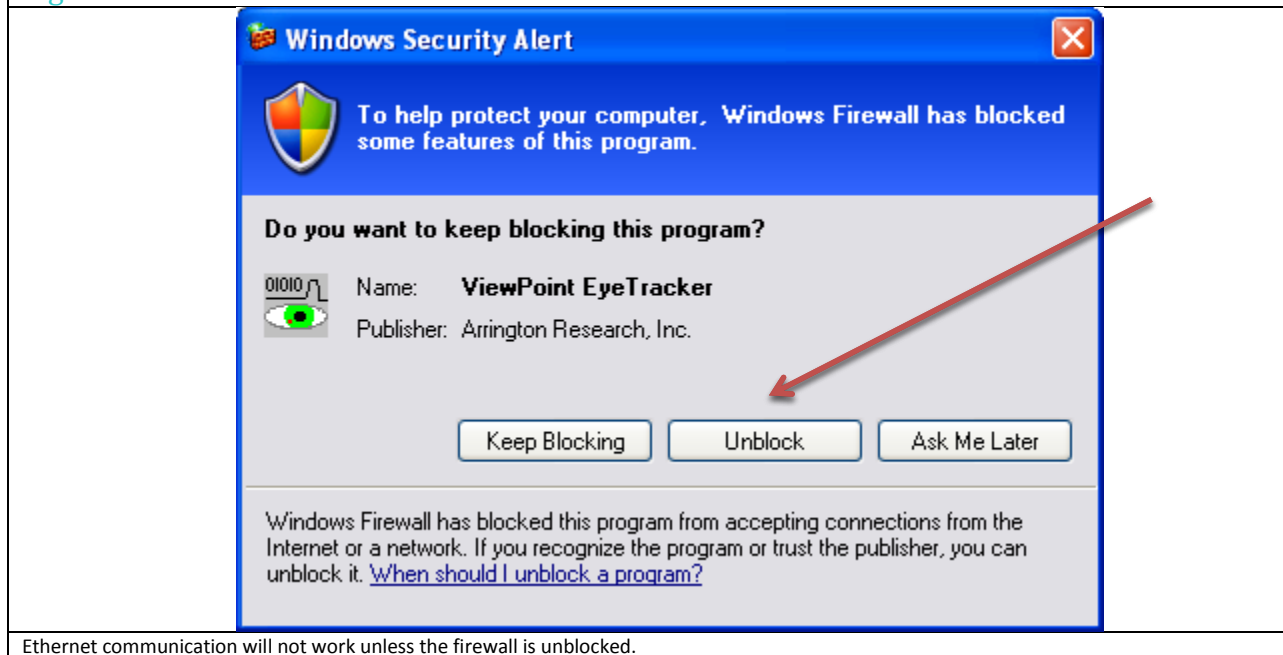 Windows Security Alert
To help protect your computer, Windows Firewall has blocked
some features of this program.
Do you want to keep blocking this program?
01010
Name: ViewPoint EyeTracker
Publisher: Arrington Research, Inc.
Keep Blocking Unblock Ask Me Later
Windows Firewall has blocked this program from accepting connections from the
Internet or a network. If you recognize the program or trust the publisher, you can
unblock it. When should I unblock a program?
Ethernet communication will not work unless the firewall is unblocked.